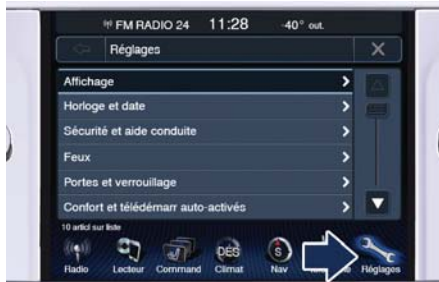 FM RADIO 24 11:28 -40° out.
Réglages X
Affichage
Horloge et date
Sécurité et aide conduite
Feux
Portes et verrouillage
Confort et télédémarr auto-activés
10 articl sur liste
DÉS S
Radio Lecteur Command Climat Nav Réglages